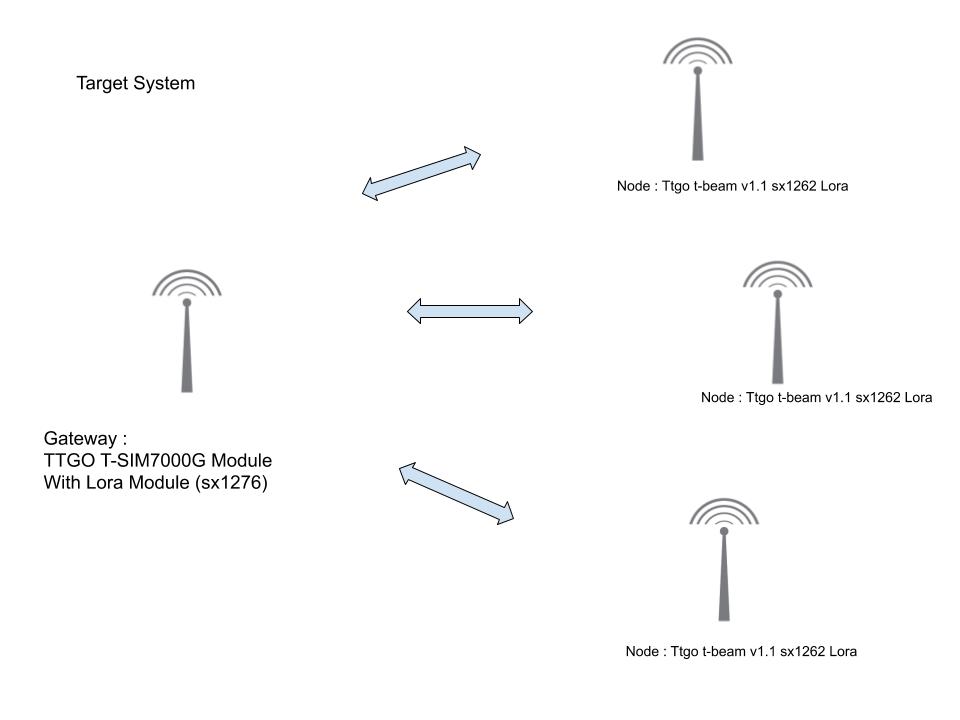 Target System
Node : Ttgo t-beam v1.1 sx1262 Lora
Node : Ttgo t-beam v1.1 sx1262 Lora
Gateway :
TTGO T-SIM7000G Module
With Lora Module (sx1276)
Node : Ttgo t-beam v1.1 sx1262 Lora